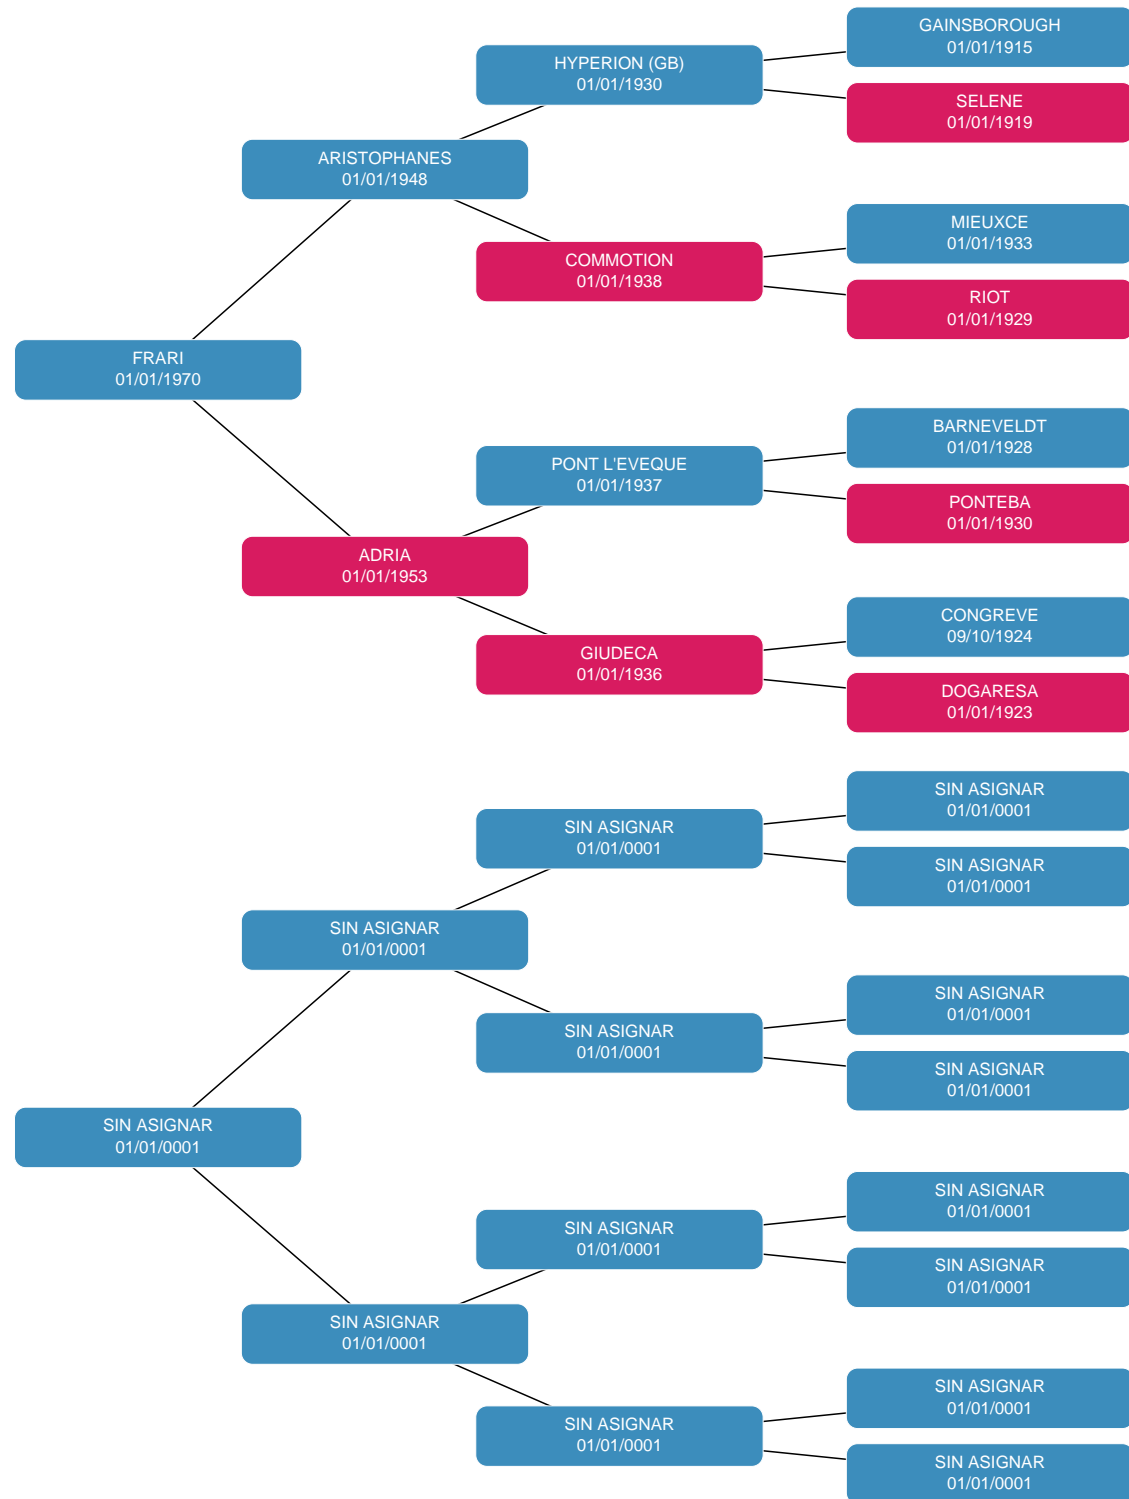 GAINSBOROUGH
01/01/1915
HYPERION (GB)
01/01/1930
SELENE
01/01/1919
ARISTOPHANES
01/01/1948
MIEUXCE
01/01/1933
COMMOTION
01/01/1938
RIOT
01/01/1929
FRARI
01/01/1970
BARNEVELDT
01/01/1928
PONT L'EVEQUE
01/01/1937
PONTEBA
01/01/1930
ADRIA
01/01/1953
CONGREVE
09/10/1924
GIUDECA
01/01/1936
DOGARESA
01/01/1923
SIN ASIGNAR
01/01/0001
SIN ASIGNAR
01/01/0001
SIN ASIGNAR
01/01/0001
SIN ASIGNAR
01/01/0001
SIN ASIGNAR
01/01/0001
SIN ASIGNAR
01/01/0001
SIN ASIGNAR
01/01/0001
SIN ASIGNAR
01/01/0001
SIN ASIGNAR
01/01/0001
SIN ASIGNAR
01/01/0001
SIN ASIGNAR
01/01/0001
SIN ASIGNAR
01/01/0001
SIN ASIGNAR
01/01/0001
SIN ASIGNAR
01/01/0001
SIN ASIGNAR
01/01/0001